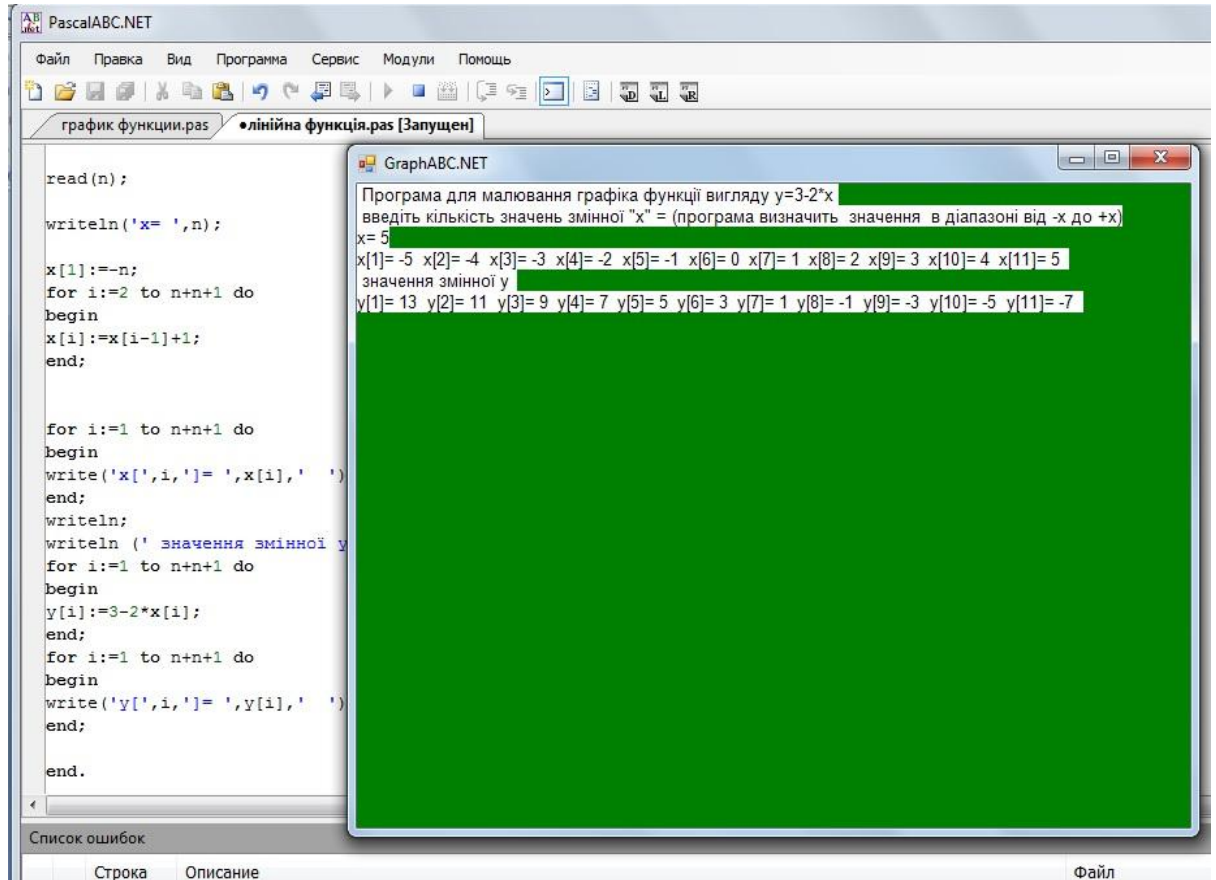 PascalABC.NET
Файл Правка Вид Программа Сервис Модули Помощь
график функции.pas •лінійна функція.pas [Запущен]
read(n);
writeln('x= ',n);
x[1]:=-n;
for i:=2 to n+n+1 do
begin
x[i]:=x[i-1]+1;
end;
for i:=1 to n+n+1 do
begin
write('x[',i,']= ',x[i],'  ')
end;
writeln;
writeln (' значення змінної у
for i:=1 to n+n+1 do
begin
y[i]:=3-2*x[i];
end;
for i:=1 to n+n+1 do
begin
write('y[',i,']= ',y[i],'  ')
end;
end.
GraphABC.NET
Програма для малювання графіка функції вигляду y=3-2*x
введіть кількість значень змінної "x" = (програма визначить  значення  в діапазоні від -x до +x)
x= 5
x[1]= -5  x[2]= -4  x[3]= -3  x[4]= -2  x[5]= -1  x[6]= 0  x[7]= 1  x[8]= 2  x[9]= 3  x[10]= 4  x[11]= 5
значення змінної у
y[1]= 13  y[2]= 11  y[3]= 9  y[4]= 7  y[5]= 5  y[6]= 3  y[7]= 1  y[8]= -1  y[9]= -3  y[10]= -5  y[11]= -7
Список ошибок
Строка Описание Файл